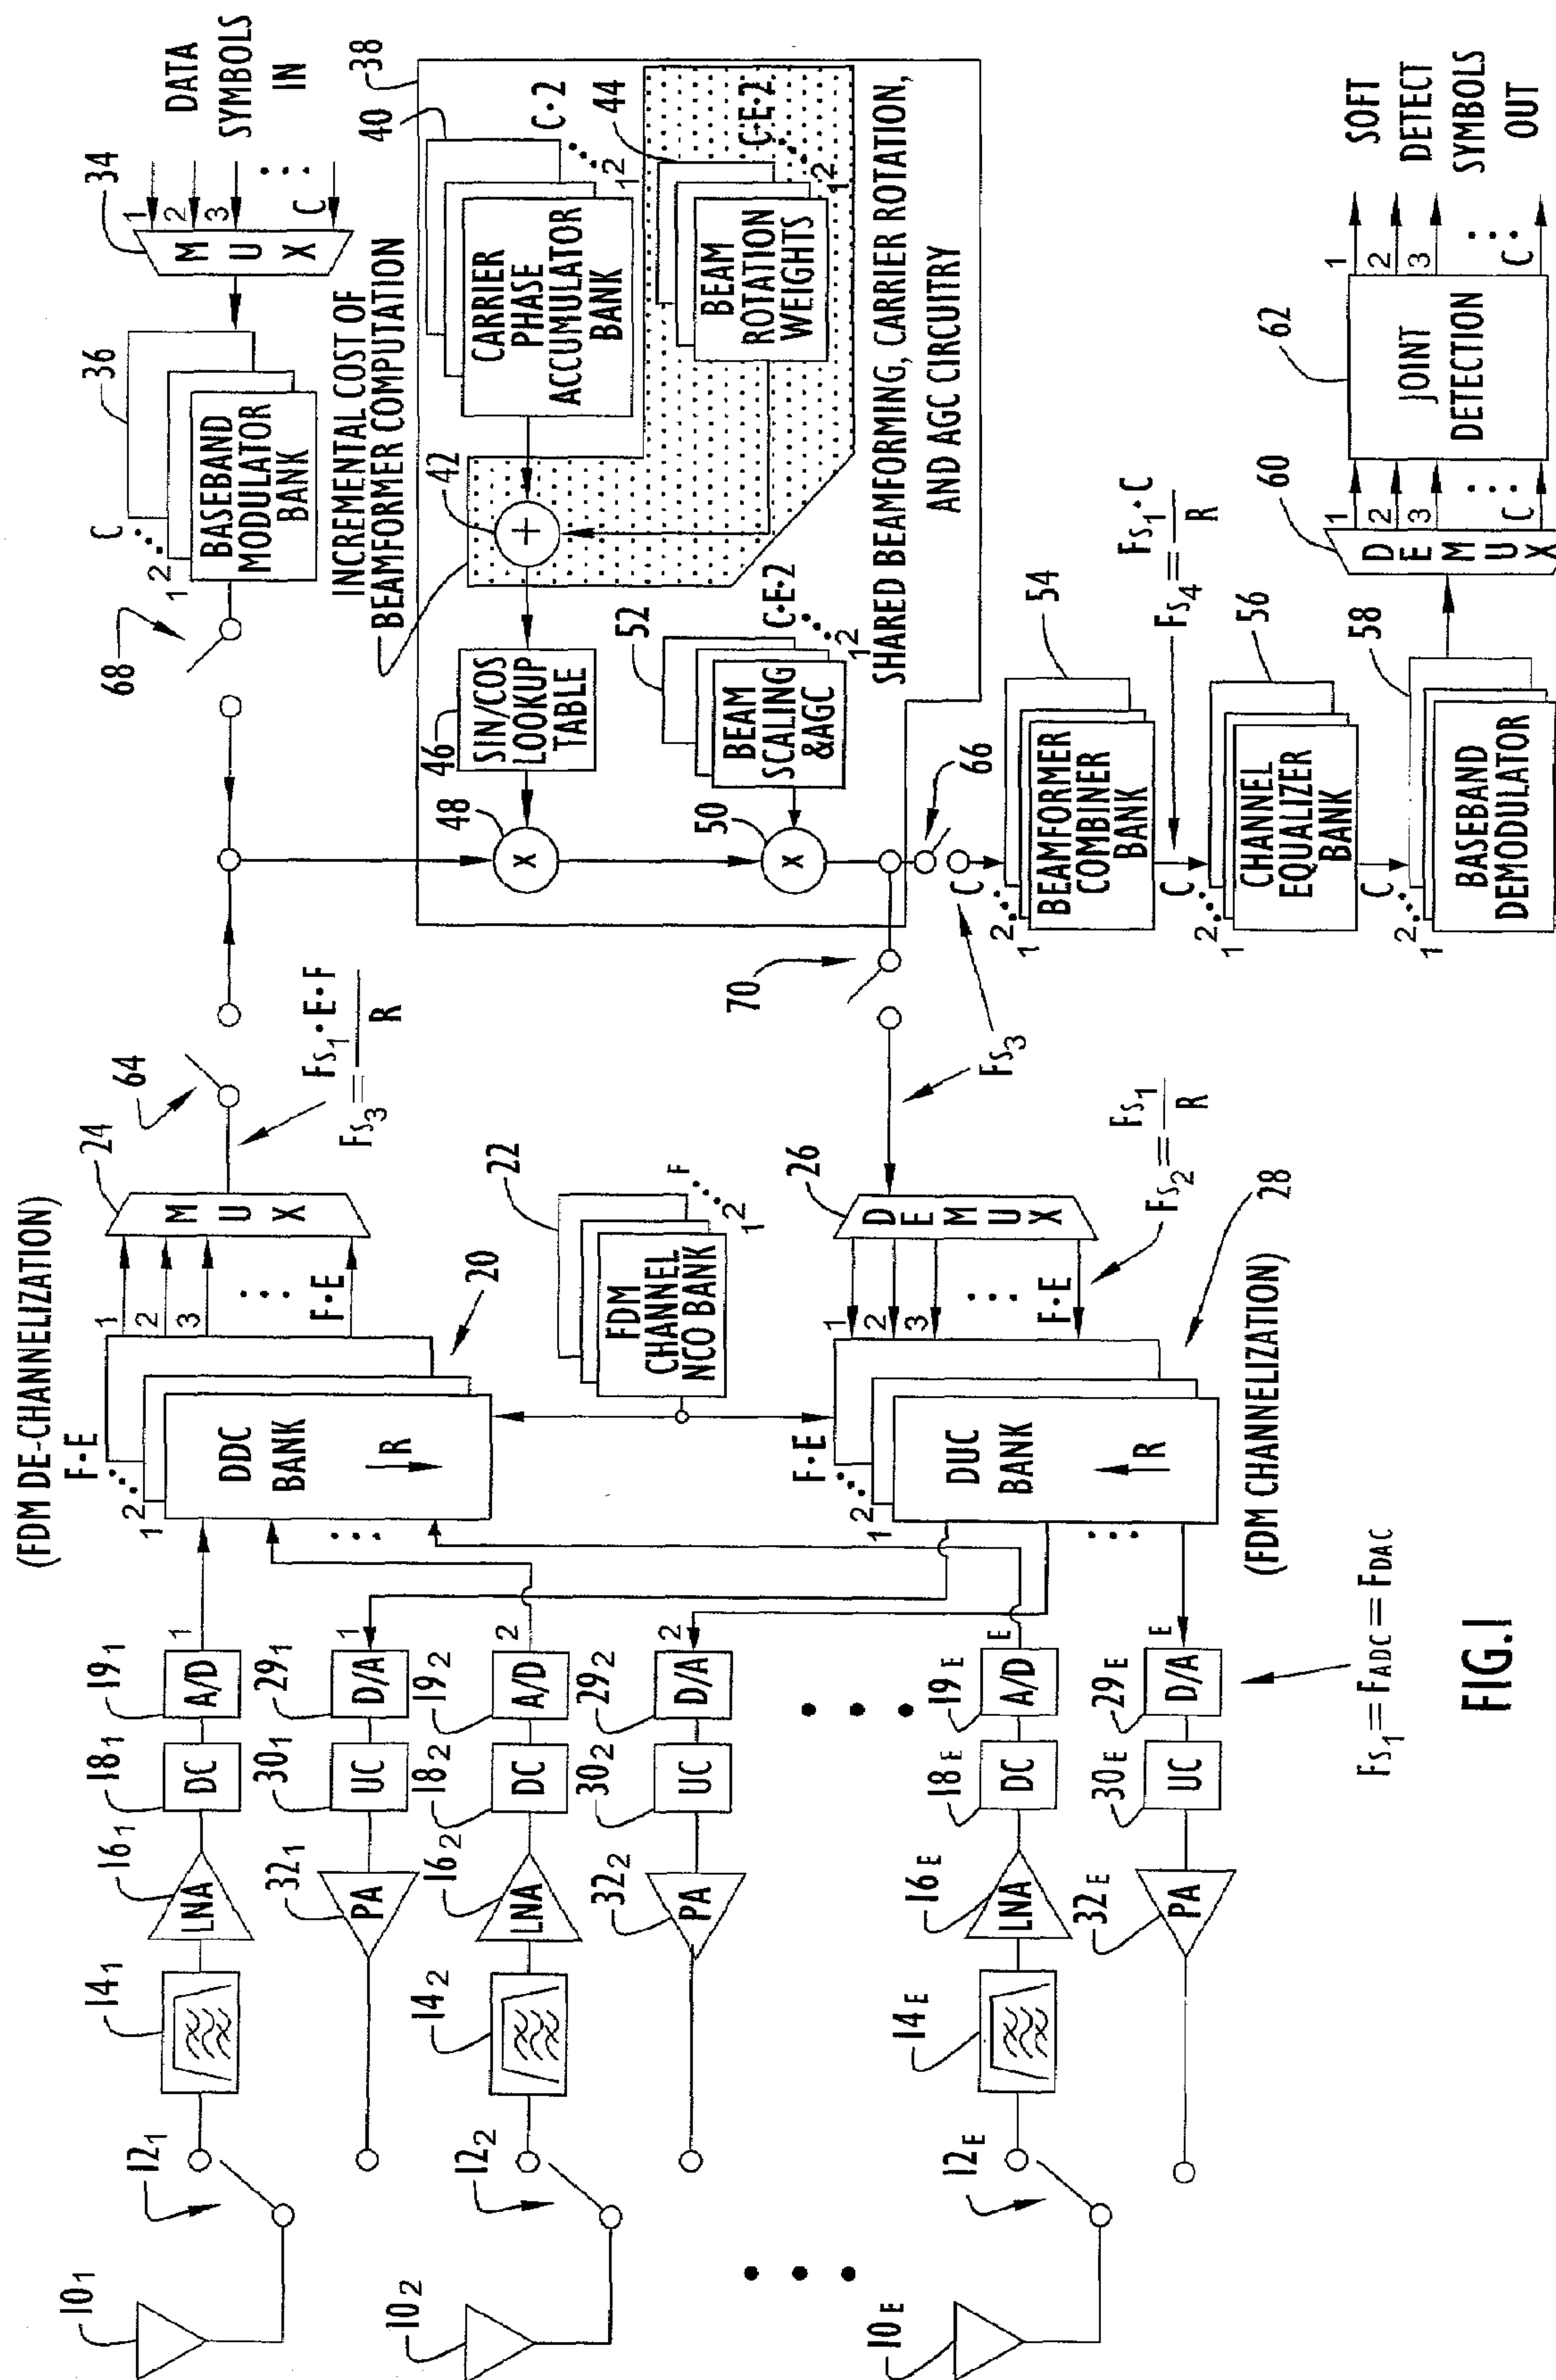 10₁
12₁
14₁
16₁
LNA
18₁
DC
19₁
A/D
1
32₁
PA
30₁
UC
29₁
D/A
1
10₂
12₂
14₂
16₂
LNA
18₂
DC
19₂
A/D
2
32₂
PA
30₂
UC
29₂
D/A
2
10E
12E
14E
16E
LNA
18E
DC
19E
A/D
E
32E
PA
30E
UC
29E
D/A
E
Fs₁=FADC=FDAC
(FDM DE-CHANNELIZATION)
F·E
1 2
DDC
BANK
↓R
20
1
2
3
F·E
MUX
24
64
Fs₃=Fs₁·E·F/R
22
FDM
CHANNEL
NCO BANK
1 2
F
F·E
1 2
DUC
BANK
↑R
28
(FDM CHANNELIZATION)
1
2
3
F·E
DEMUX
26
Fs₂=Fs₁/R
Fs₃
70
68
36
C
1 2
BASEBAND
MODULATOR
BANK
34
MUX
1
2
3
C
DATA
SYMBOLS
IN
INCREMENTAL COST OF
BEAMFORMER COMPUTATION
38
40
CARRIER
PHASE
ACCUMULATOR
BANK
C·2
1 2
42
+
44
BEAM
ROTATION
WEIGHTS
C·E·2
1 2
46
SIN/COS
LOOKUP
TABLE
48
X
50
X
52
BEAM
SCALING
&AGC
C·E·2
1 2
SHARED BEAMFORMING, CARRIER ROTATION,
AND AGC CIRCUITRY
66
C
1 2
BEAMFORMER
COMBINER
BANK
54
Fs₄=Fs₁·C/R
C
1 2
CHANNEL
EQUALIZER
BANK
56
C
1 2
BASEBAND
DEMODULATOR
58
DEMUX
60
1
2
3
C
JOINT
DETECTION
62
1
2
3
C
SOFT
DETECT
SYMBOLS
OUT
FIG.1